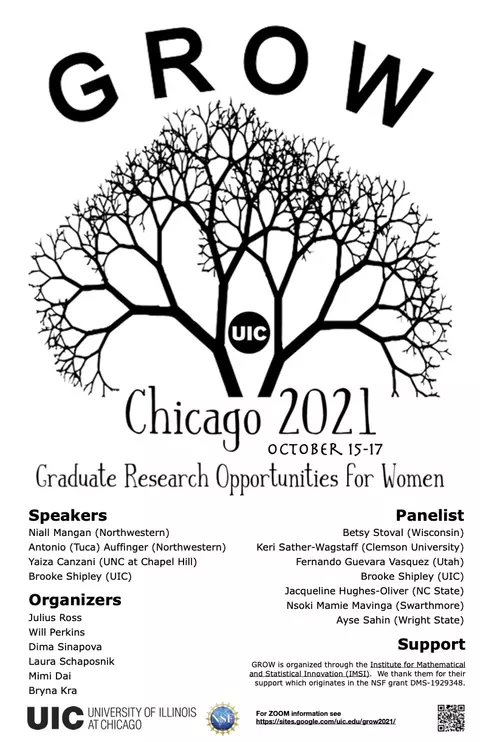 GROW
UIC
Chicago 2021
OCTOBER 15-17
Graduate Research Opportunities for Women
Speakers
Niall Mangan (Northwestern)
Antonio (Tuca) Auffinger (Northwestern)
Yaiza Canzani (UNC at Chapel Hill)
Brooke Shipley (UIC)
Organizers
Julius Ross
Will Perkins
Dima Sinapova
Laura Schaposnik
Mimi Dai
Bryna Kra
Panelist
Betsy Stoval (Wisconsin)
Keri Sather-Wagstaff (Clemson University)
Fernando Guevara Vasquez (Utah)
Brooke Shipley (UIC)
Jacqueline Hughes-Oliver (NC State)
Nsoki Mamie Mavinga (Swarthmore)
Ayse Sahin (Wright State)
Support
GROW is organized through the Institute for Mathematical
and Statistical Innovation (IMSI). We thank them for their
support which originates in the NSF grant DMS-1929348.
UIC UNIVERSITY OF ILLINOIS
AT CHICAGO
NSF
For ZOOM information see
https://sites.google.com/uic.edu/grow2021/